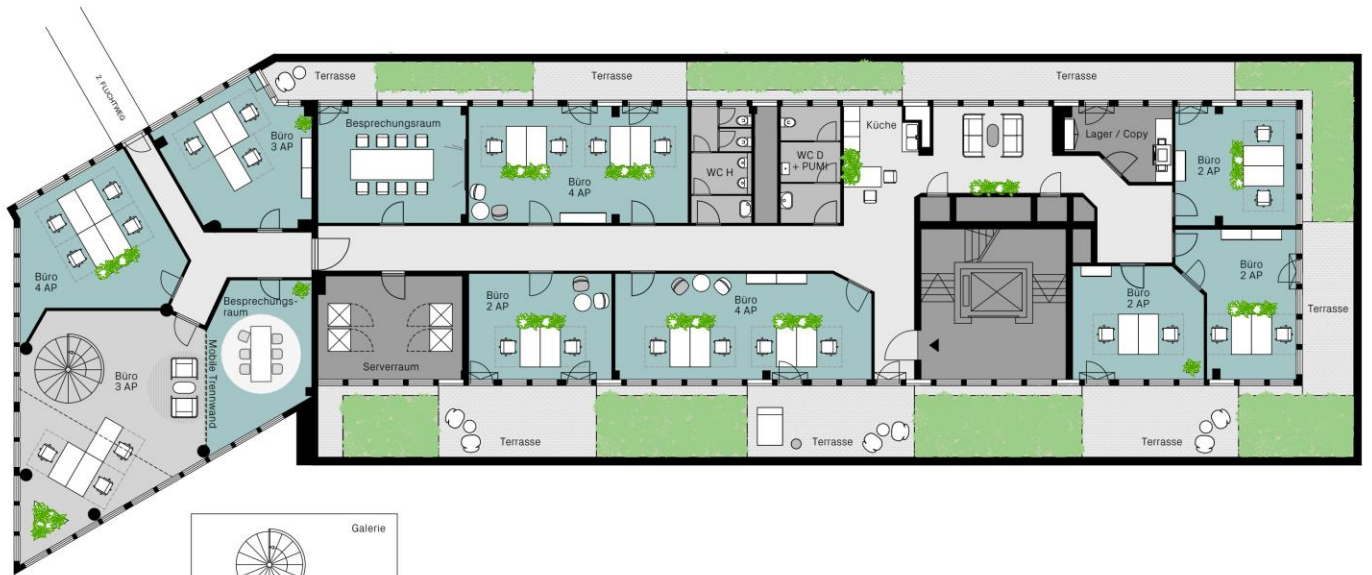 2. FLUCHTWEG
Terrasse
Terrasse
Terrasse
Büro
3 AP
Besprechungsraum
Büro
4 AP
WC H
WC D
+ PUMI
Küche
Lager / Copy
Büro
2 AP
Büro
4 AP
Besprechungs-
raum
Büro
2 AP
Büro
4 AP
Büro
2 AP
Büro
2 AP
Terrasse
Büro
3 AP
Mobile Trennwand
Serverraum
Terrasse
Terrasse
Terrasse
Galerie